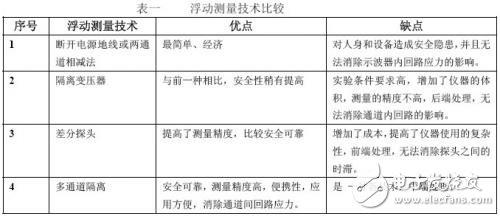 表一 浮动测量技术比较
序号 浮动测量技术 优点 缺点
1 断开电源地线或两通道相减法 最简单、经济 对人身和设备造成安全隐患,并且无法消除示波器内回路应力的影响。
2 隔离变压器 与前一种相比,安全性稍有提高 实验条件要求高,增加了仪器的体积,测量的精度不高,后端处理,无法消除通道内回路的影响。
3 差分探头 提高了测量精度,比较安全可靠 增加了成本,提高了仪器使用的复杂性,前端处理,无法消除探头之间的时滞。
4 多通道隔离 安全可靠,测量精度高,便携性,应用方便,消除通道间回路应力。 是一
电子发烧友